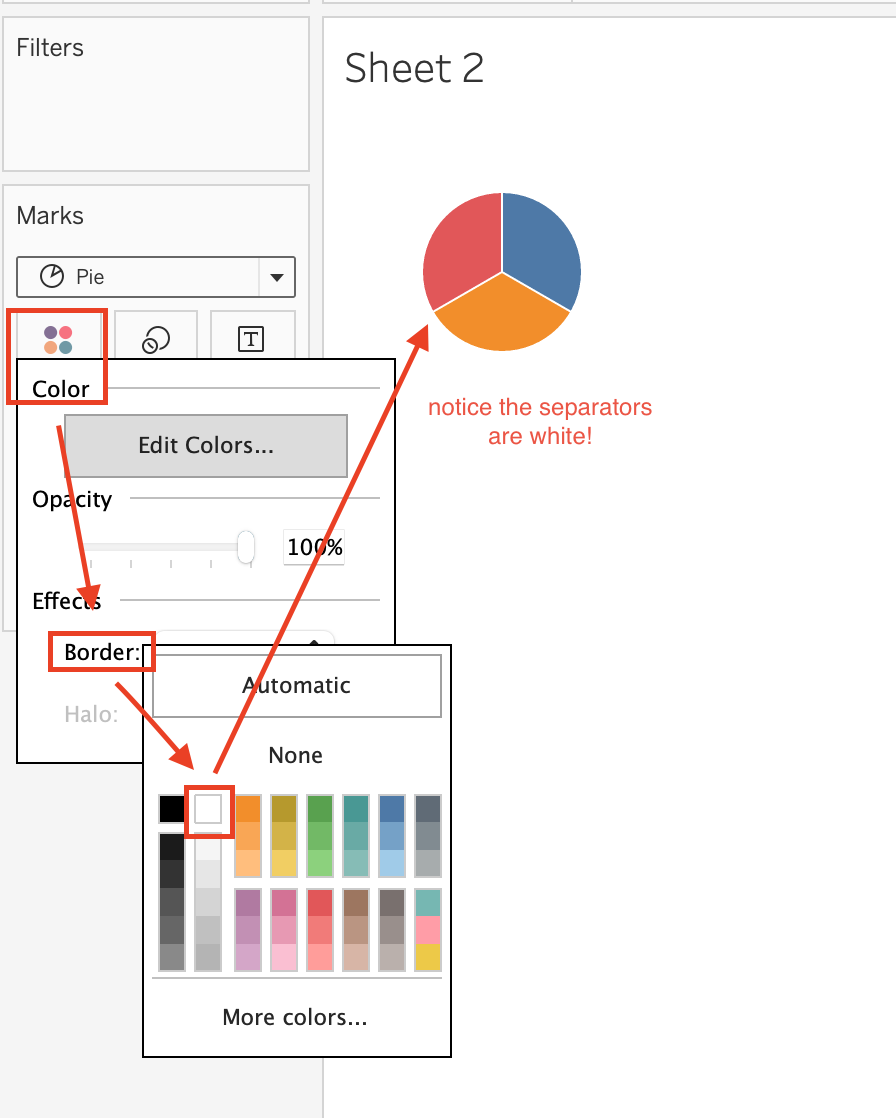 Filters
Sheet 2
Marks
Pie
T
Color
Edit Colors...
Opacity
100%
Effects
Border:
Halo:
Automatic
None
More colors...
notice the separators
are white!